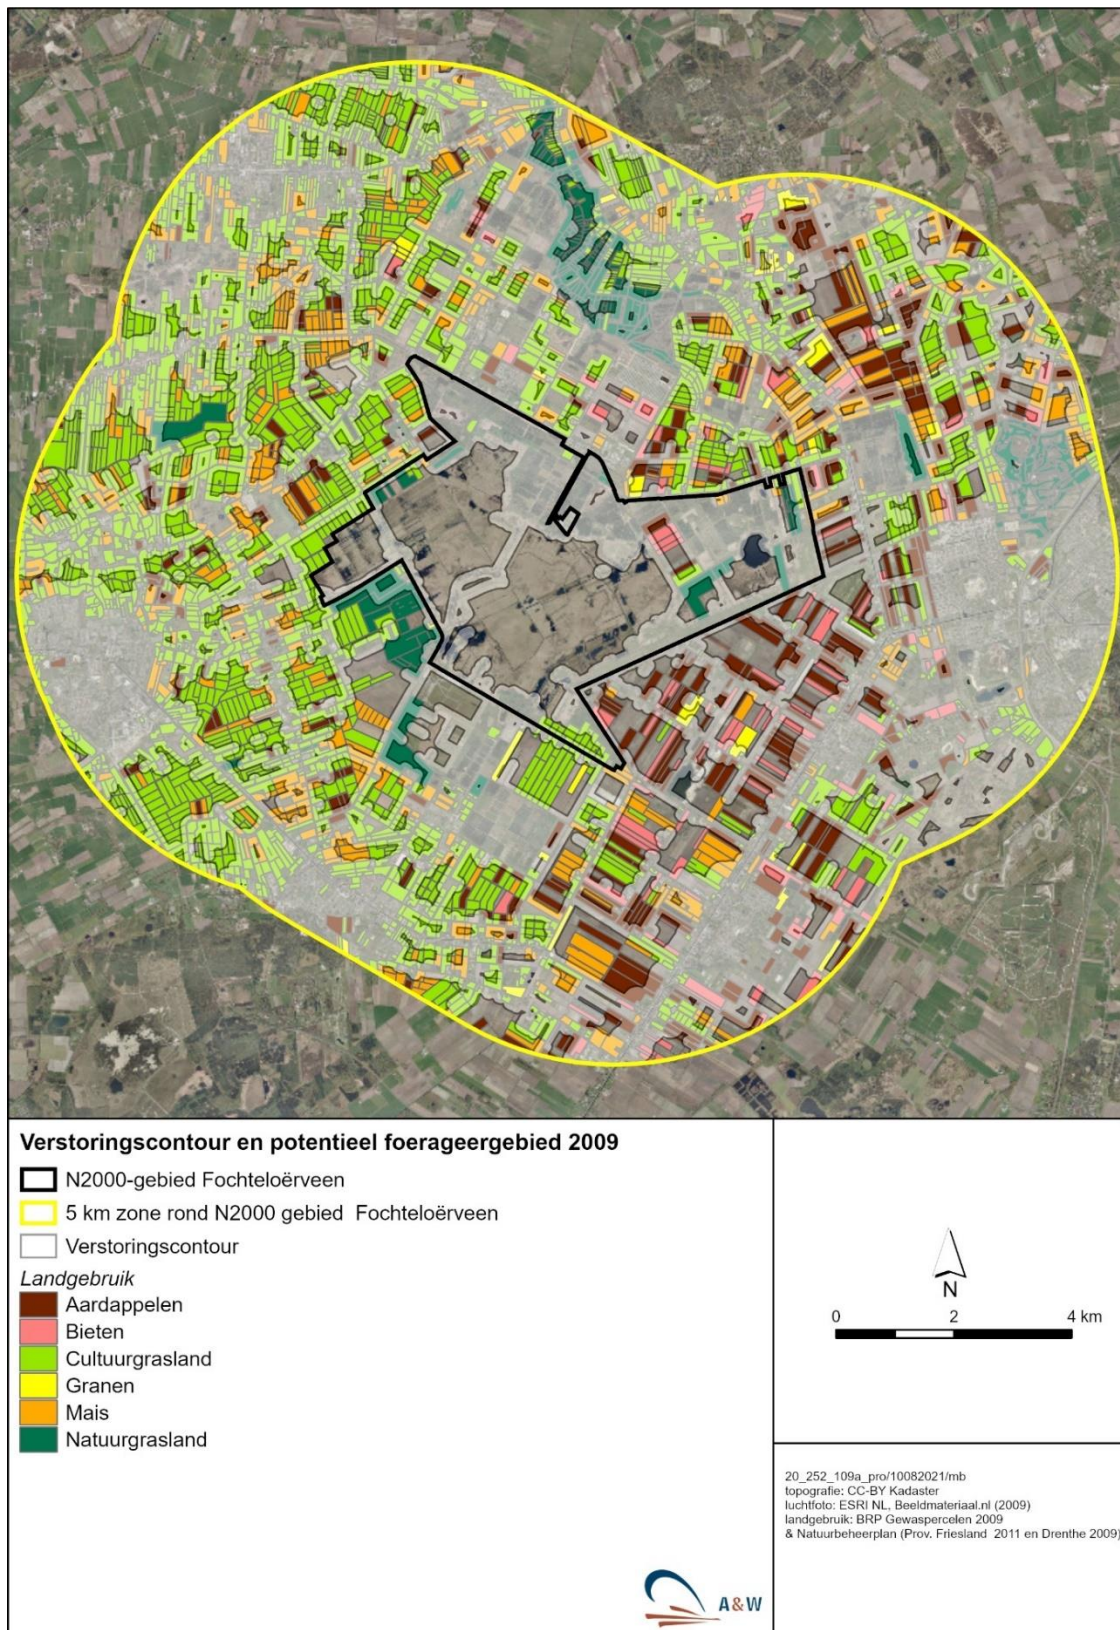 Verstoringscontour en potentieel foerageergebied 2009
N2000-gebied Fochteloërveen
5 km zone rond N2000 gebied Fochteloërveen
Verstoringscontour
Landgebruik
Aardappelen
Bieten
Cultuurgrasland
Granen
Mais
Natuurgrasland
N
0 2 4 km
20_252_109a_pro/10082021/mb
topografie: CC-BY Kadaster
luchtfoto: ESRI NL, Beeldmateriaal.nl (2009)
landgebruik: BRP Gewaspercelen 2009
& Natuurbeheerplan (Prov. Friesland 2011 en Drenthe 2009)
A&W